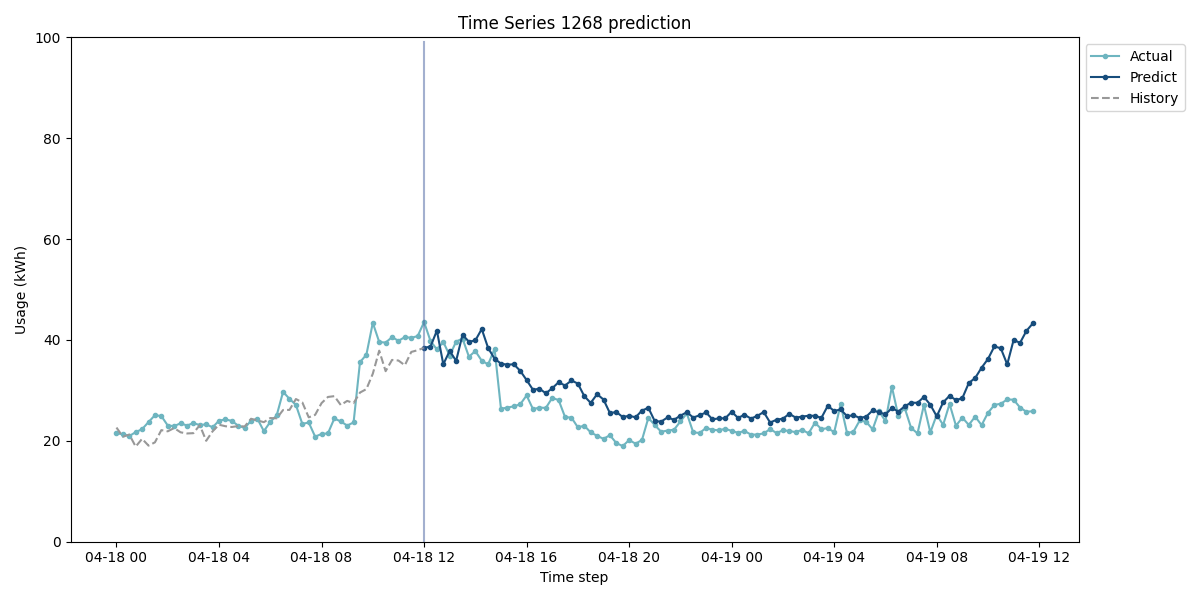 Time Series 1268 prediction
100
80
60
40
20
0
Usage (kWh)
04-18 00
04-18 04
04-18 08
04-18 12
04-18 16
04-18 20
04-19 00
04-19 04
04-19 08
04-19 12
Time step
Actual
Predict
History